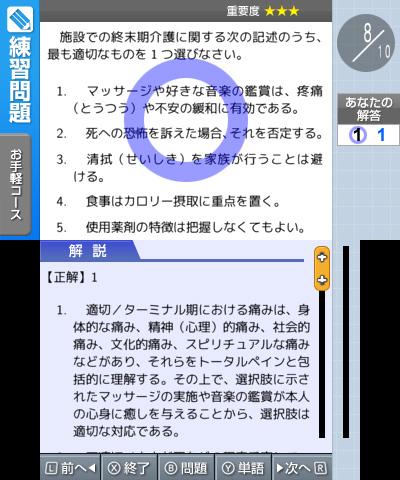 重要度 ★★★
練習問題
お手軽コース
8/10
あなたの
解答
1 1
施設での終末期介護に関する次の記述のうち、
最も適切なものを1つ選びなさい。
1. マッサージや好きな音楽の鑑賞は、疼痛
(とうつう)や不安の緩和に有効である。
2. 死への恐怖を訴えた場合、それを否定する。
3. 清拭(せいしき)を家族が行うことは避
ける。
4. 食事はカロリー摂取に重点を置く。
5. 使用薬剤の特徴は把握しなくてもよい。
解説
【正解】1
1. 適切/ターミナル期における痛みは、身
体的な痛み、精神(心理)的痛み、社会的
痛み、文化的痛み、スピリチュアルな痛み
などがあり、それらをトータルペインと包
括的に理解する。その上で、選択肢に示さ
れたマッサージの実施や音楽の鑑賞が本人
の心身に癒しを与えることから、選択肢は
適切な対応である。
L 前へ
X 終了
B 問題
Y 単語
次へ R